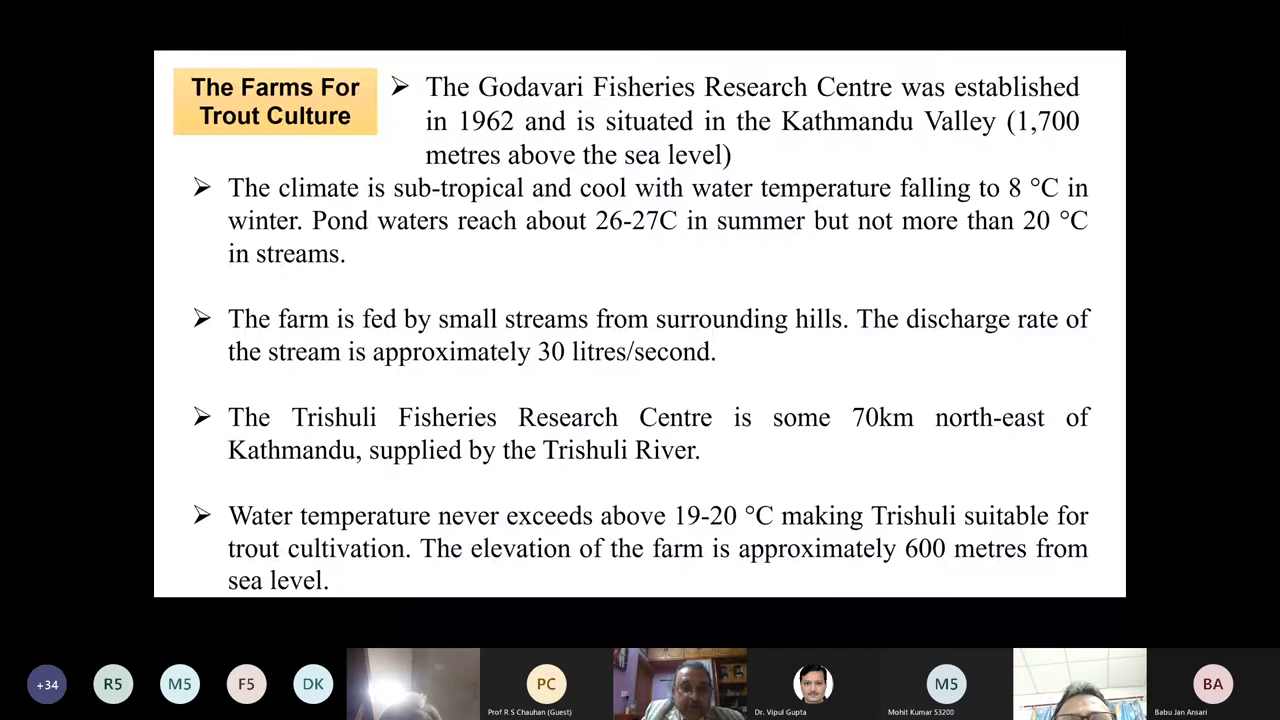 The Farms For
Trout Culture
➢ The Godavari Fisheries Research Centre was established
in 1962 and is situated in the Kathmandu Valley (1,700
metres above the sea level)
➢ The climate is sub-tropical and cool with water temperature falling to 8 °C in
winter. Pond waters reach about 26-27C in summer but not more than 20 °C
in streams.
➢ The farm is fed by small streams from surrounding hills. The discharge rate of
the stream is approximately 30 litres/second.
➢ The Trishuli Fisheries Research Centre is some 70km north-east of
Kathmandu, supplied by the Trishuli River.
➢ Water temperature never exceeds above 19-20 °C making Trishuli suitable for
trout cultivation. The elevation of the farm is approximately 600 metres from
sea level.
+34
R5
M5
F5
DK
PC
Prof R S Chauhan (Guest)
Dr. Vipul Gupta
M5
Mohit Kumar 53200
BA
Babu Jan Ansari